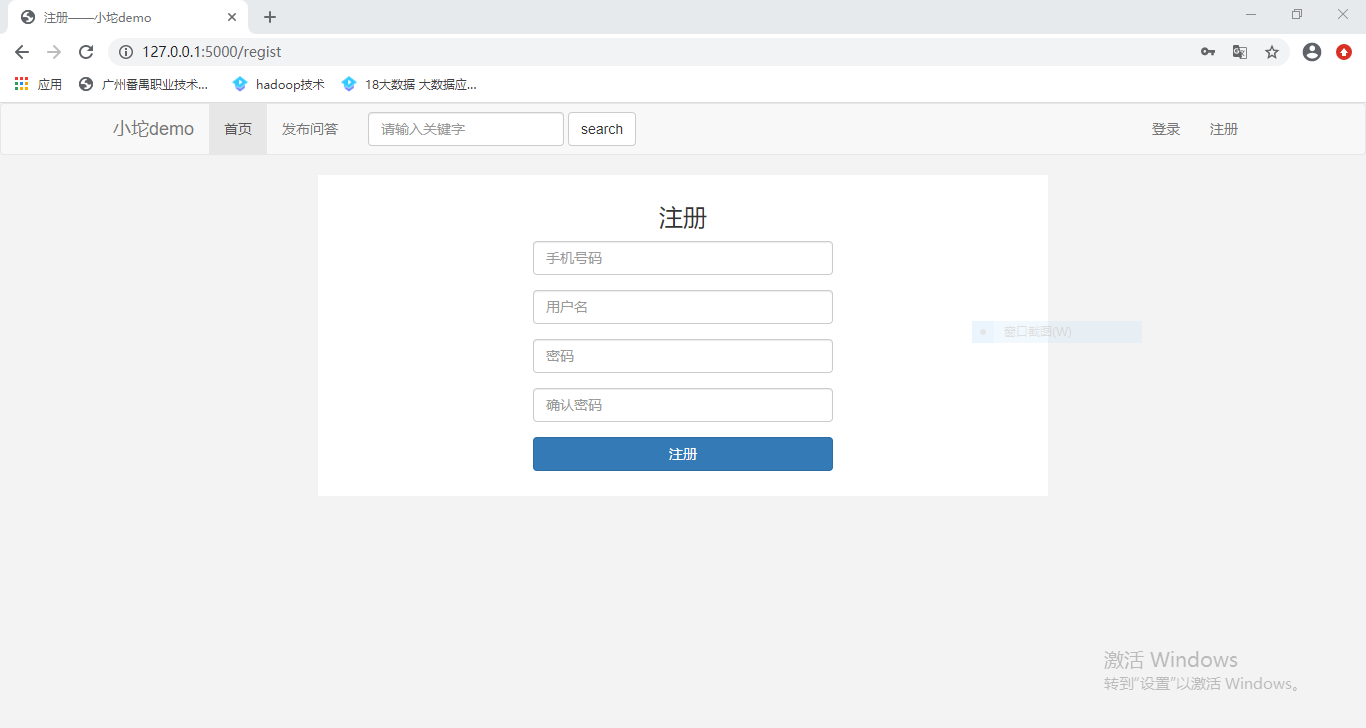 注册——小坨demo
127.0.0.1:5000/regist
应用 广州番禺职业技术... hadoop技术 18大数据 大数据应...
小坨demo 首页 发布问答 请输入关键字 search 登录 注册
注册
手机号码
用户名
窗口截图(W)
密码
确认密码
注册
激活 Windows
转到"设置"以激活 Windows。